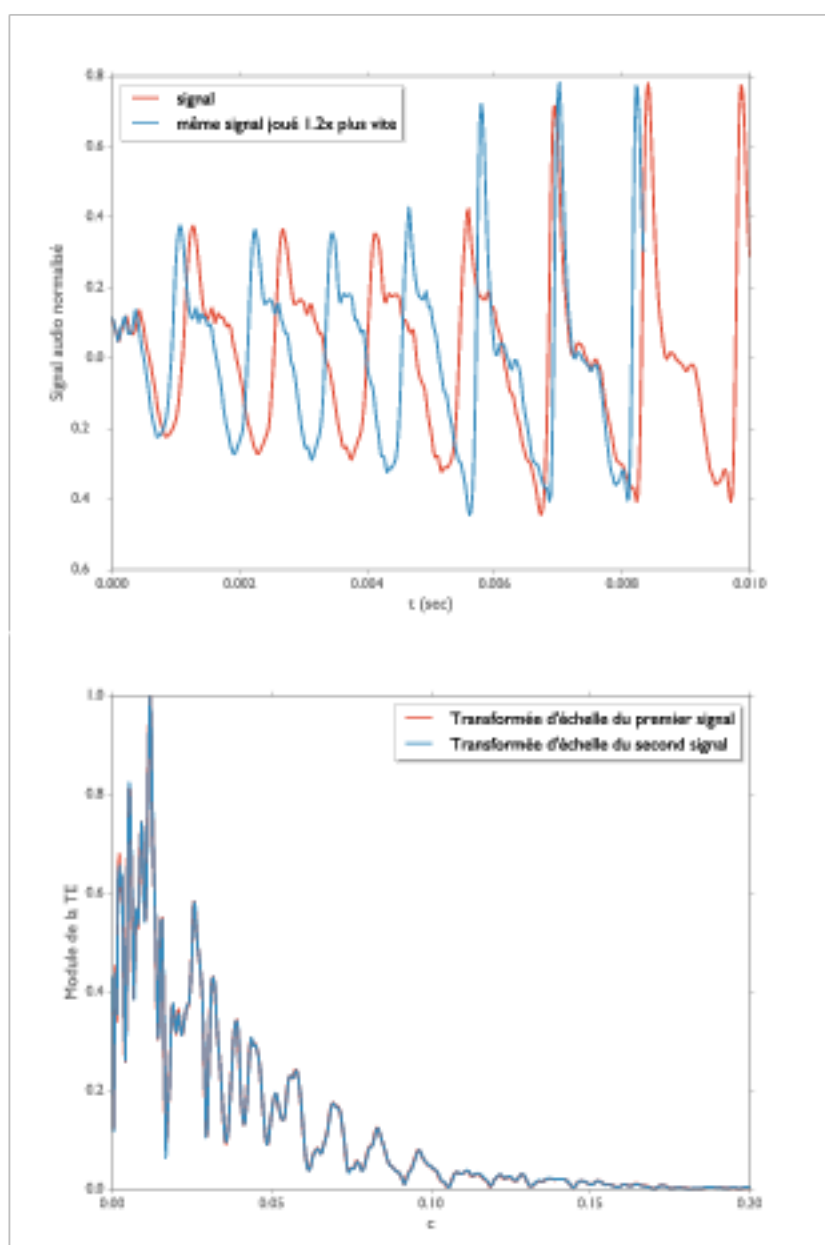 0.8
signal
même signal joué 1.2x plus vite
0.6
0.4
0.2
0.0
0.2
0.4
0.6
Signal audio normalisé
0.000 0.002 0.004 0.006 0.008 0.010
t (sec)
1.0
Transformée d'échelle du premier signal
Transformée d'échelle du second signal
0.8
0.6
0.4
0.2
0.0
Module de la TE
0.00 0.05 0.10 0.15 0.20
c